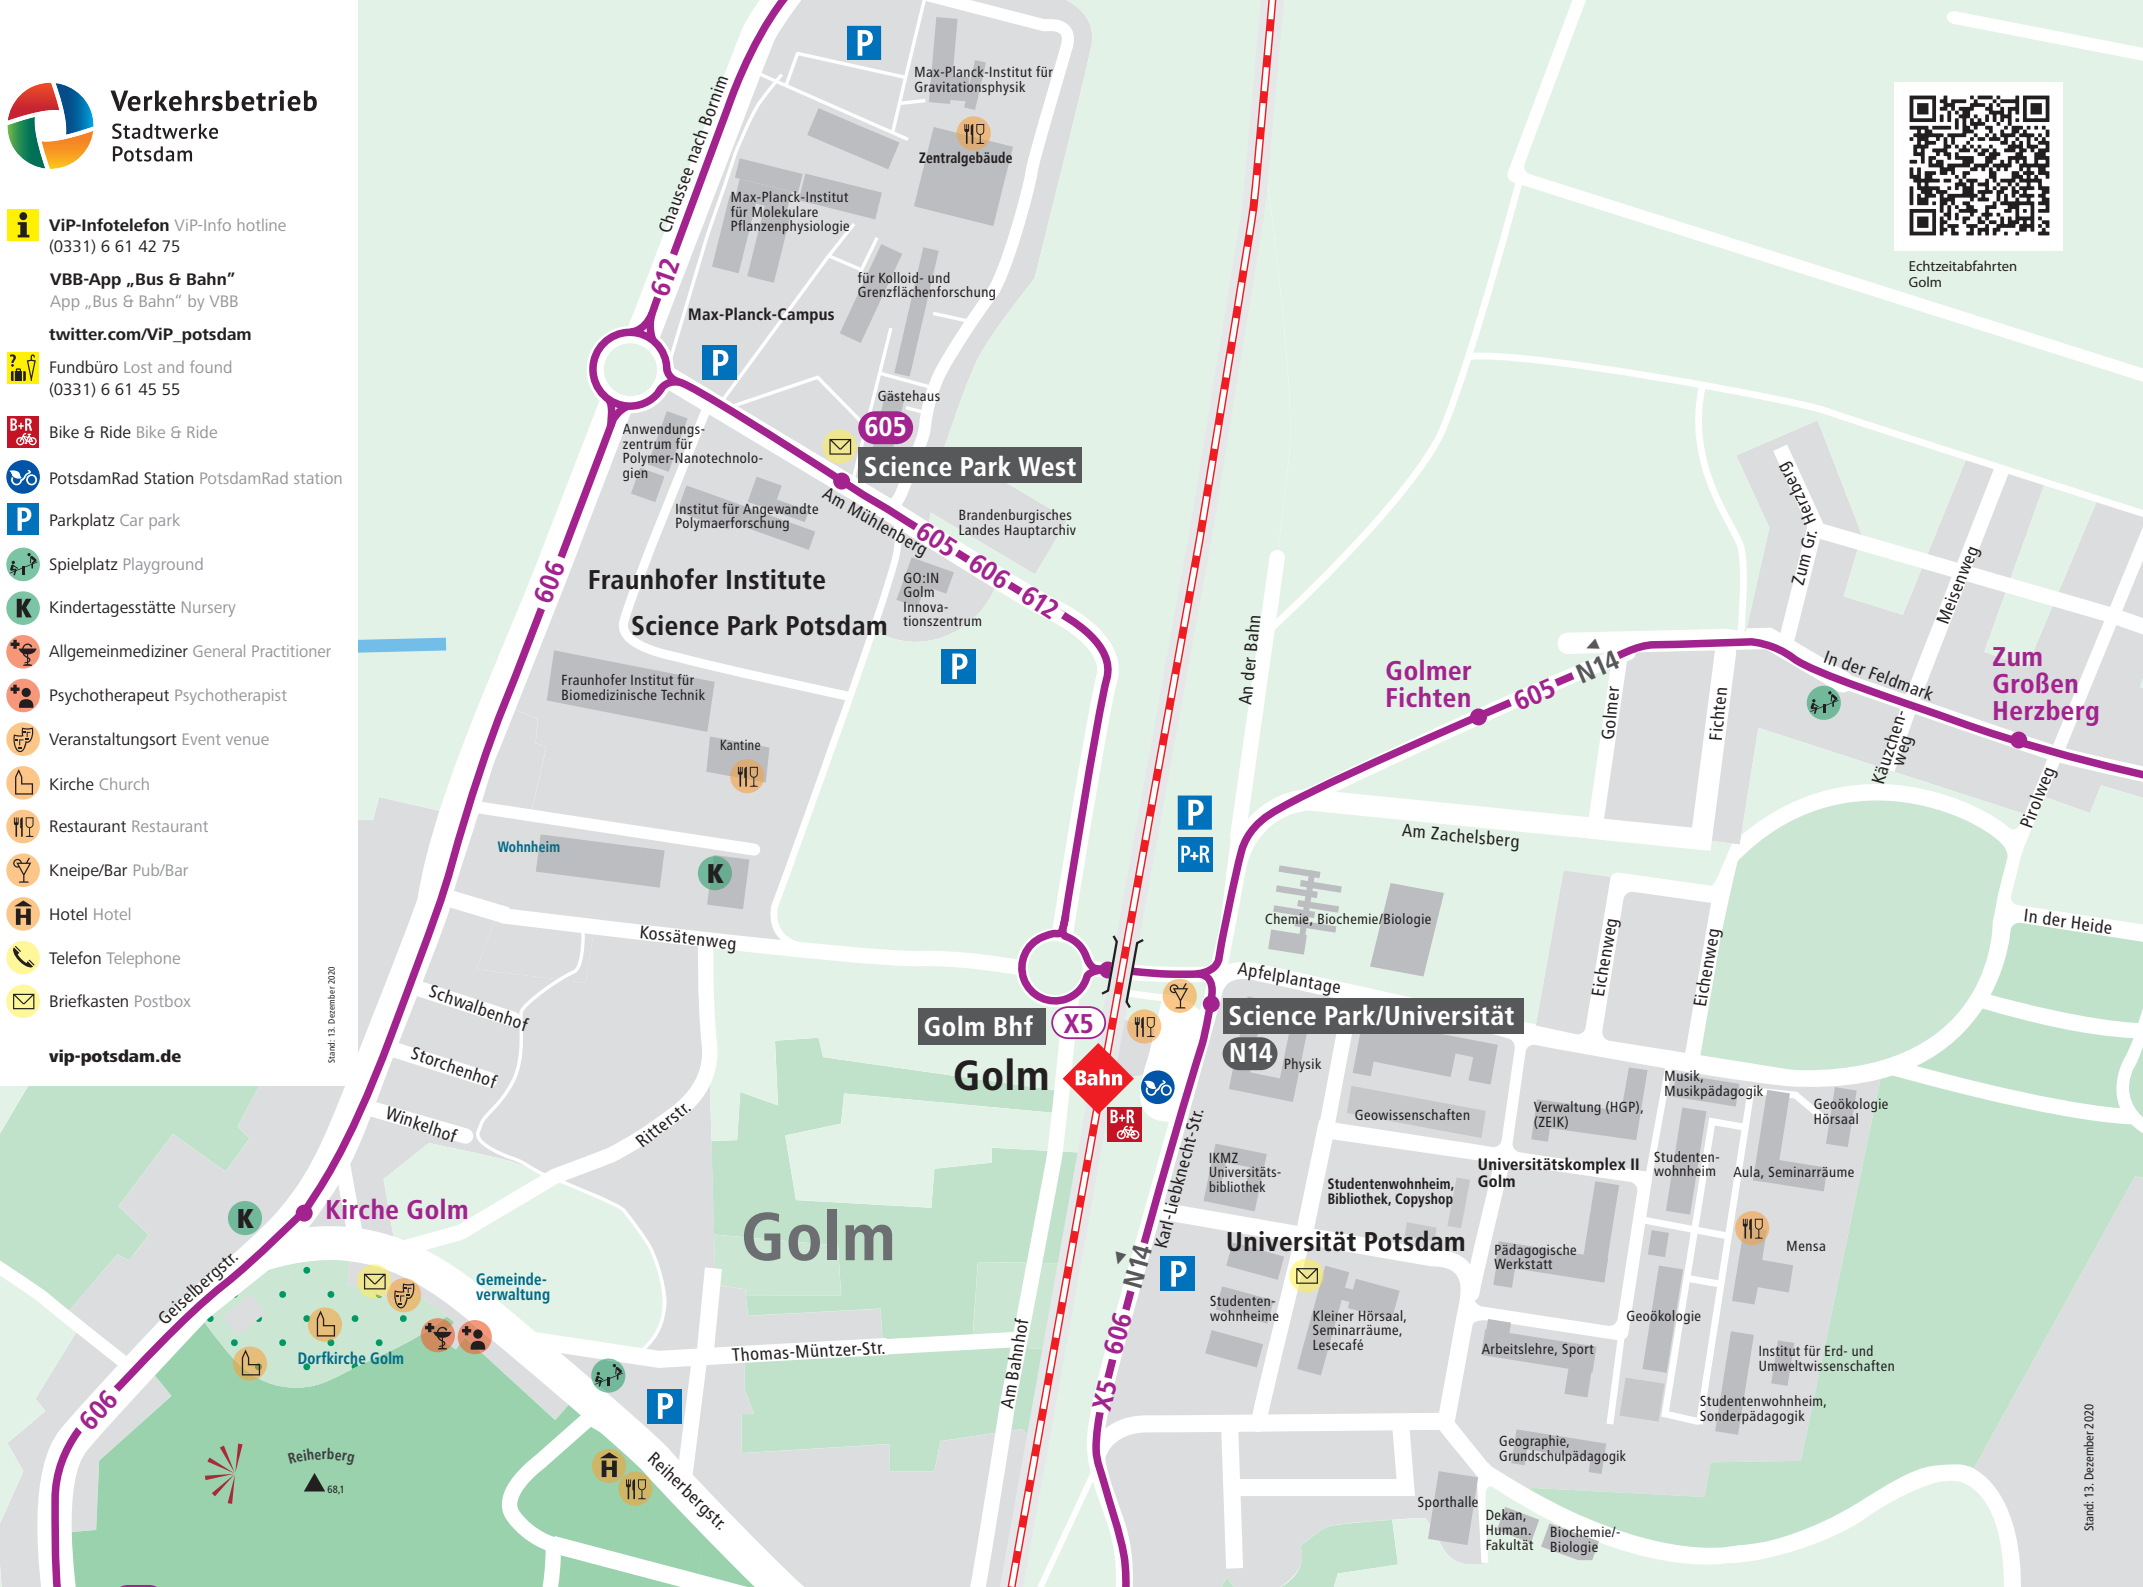 Verkehrsbetrieb
Stadtwerke
Potsdam
ViP-Infotelefon ViP-Info hotline
(0331) 6 61 42 75
VBB-App „Bus & Bahn”
App „Bus & Bahn“ by VBB
twitter.com/ViP_potsdam
Fundbüro Lost and found
(0331) 6 61 45 55
B+R
Bike & Ride Bike & Ride
PotsdamRad Station PotsdamRad station
P
Parkplatz Car park
Spielplatz Playground
K
Kindertagesstätte Nursery
Allgemeinmediziner General Practitioner
Psychotherapeut Psychotherapist
Veranstaltungsort Event venue
Kirche Church
Restaurant Restaurant
Kneipe/Bar Pub/Bar
H
Hotel Hotel
Telefon Telephone
Briefkasten Postbox
vip-potsdam.de
Stand: 13. Dezember 2020
P
Max-Planck-Institut für
Gravitationsphysik
Zentralgebäude
Chaussee nach Bornim
Max-Planck-Institut
für Molekulare
Pflanzenphysiologie
612
für Kolloid- und
Grenzflächenforschung
Max-Planck-Campus
P
Gästehaus
605
Science Park West
Anwendungs-
zentrum für
Polymer-Nanotechnolo-
gien
Institut für Angewandte
Polymaerforschung
Am Mühlenberg
Brandenburgisches
Landes Hauptarchiv
605
606
612
606
Fraunhofer Institute
Science Park Potsdam
GO:IN
Golm
Innova-
tionszentrum
P
Fraunhofer Institut für
Biomedizinische Technik
Kantine
Wohnheim
K
Kossätenweg
Schwalbenhof
Storchenhof
Winkelhof
Ritterstr.
Echtzeitabfahrten
Golm
An der Bahn
Golmer
Fichten
605
N14
Golmer
Fichten
Zum Gr. Herzberg
Meisenweg
In der Feldmark
Käuzchen-
weg
Zum
Großen
Herzberg
Pirolweg
Am Zachelsberg
P
P+R
Chemie, Biochemie/Biologie
Apfelplantage
Eichenweg
Eichenweg
In der Heide
Golm Bhf
X5
Golm
Bahn
B+R
Science Park/Universität
N14
Physik
Geowissenschaften
Verwaltung (HGP),
(ZEIK)
Musik,
Musikpädagogik
Geoökologie
Hörsaal
IKMZ
Universitäts-
bibliothek
Karl-Liebknecht-Str.
Studentenwohnheim,
Bibliothek, Copyshop
Universitätskomplex II
Golm
Studenten-
wohnheim
Aula, Seminarräume
Universität Potsdam
Mensa
Pädagogische
Werkstatt
P
N14
606
X5
Studenten-
wohnheime
Kleiner Hörsaal,
Seminarräume,
Lesecafé
Geoökologie
Arbeitslehre, Sport
Institut für Erd- und
Umweltwissenschaften
Studentenwohnheim,
Sonderpädagogik
Geographie,
Grundschulpädagogik
Sporthalle
Dekan,
Human.
Fakultät
Biochemie/-
Biologie
Stand: 13. Dezember 2020
Kirche Golm
K
Geiselbergstr.
Golm
Gemeinde-
verwaltung
Dorfkirche Golm
Thomas-Müntzer-Str.
Am Bahnhof
606
P
Reiherberg
68,1
H
Reiherbergstr.